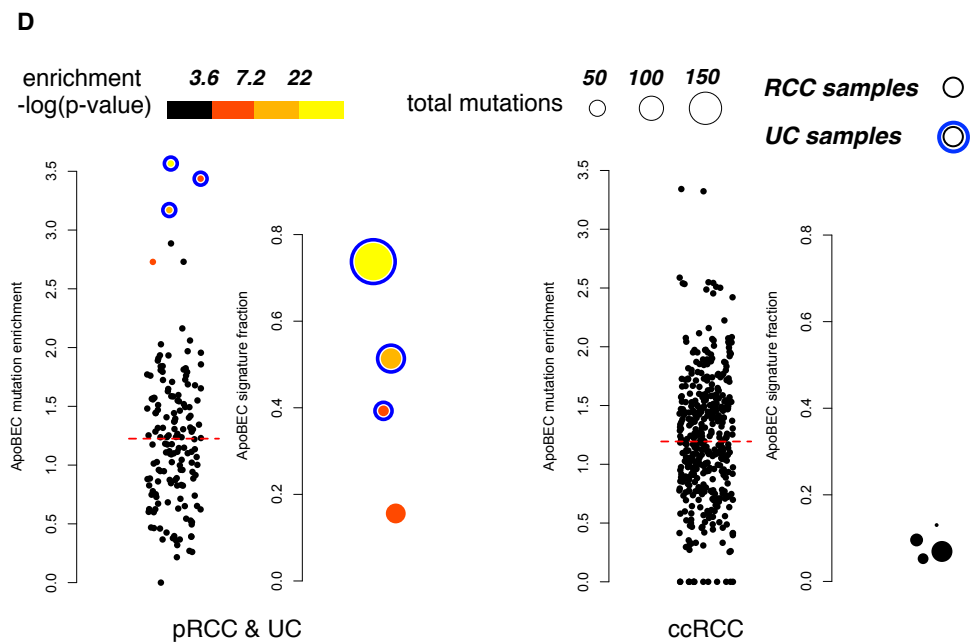 D
enrichment
-log(p-value)
3.6 7.2 22
total mutations
50 100 150
RCC samples
UC samples
ApoBEC mutation enrichment
0.0 0.5 1.0 1.5 2.0 2.5 3.0 3.5
ApoBEC signature fraction
0.0 0.2 0.4 0.6 0.8
pRCC & UC
ApoBEC mutation enrichment
0.0 0.5 1.0 1.5 2.0 2.5 3.0 3.5
ApoBEC signature fraction
0.0 0.2 0.4 0.6 0.8
ccRCC